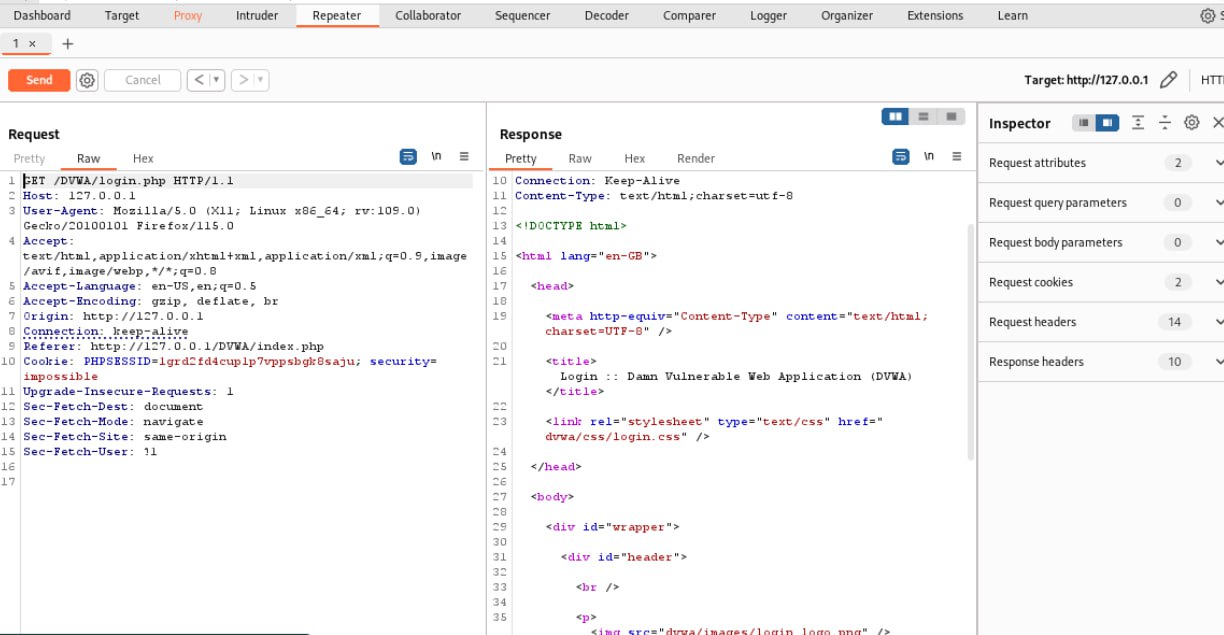 Dashboard Target Proxy Intruder Repeater Collaborator Sequencer Decoder Comparer Logger Organizer Extensions Learn
1 × +
Send Cancel < >
Target: http://127.0.0.1
Request
Pretty Raw Hex \n
1 GET /DVWA/login.php HTTP/1.1
2 Host: 127.0.0.1
3 User-Agent: Mozilla/5.0 (X11; Linux x86_64; rv:109.0)
Gecko/20100101 Firefox/115.0
4 Accept:
text/html,application/xhtml+xml,application/xml;q=0.9,image
/avif,image/webp,*/*;q=0.8
5 Accept-Language: en-US,en;q=0.5
6 Accept-Encoding: gzip, deflate, br
7 Origin: http://127.0.0.1
8 Connection: keep-alive
9 Referer: http://127.0.0.1/DVWA/index.php
10 Cookie: PHPSESSID=1grd2fd4cup1p7vppsbgk8saju; security=
impossible
11 Upgrade-Insecure-Requests: 1
12 Sec-Fetch-Dest: document
13 Sec-Fetch-Mode: navigate
14 Sec-Fetch-Site: same-origin
15 Sec-Fetch-User: ?1
16
17
Response
Pretty Raw Hex Render \n
10 Connection: Keep-Alive
11 Content-Type: text/html;charset=utf-8
12
13 <!DOCTYPE html>
14
15 <html lang="en-GB">
16
17 <head>
18
19 <meta http-equiv="Content-Type" content="text/html;
charset=UTF-8" />
20
21 <title>
Login :: Damn Vulnerable Web Application (DVWA)
</title>
22
23 <link rel="stylesheet" type="text/css" href="
dvwa/css/login.css" />
24
25 </head>
26
27 <body>
28
29 <div id="wrapper">
30
31 <div id="header">
32
33 <br />
34
35 <p>
<img src="dvwa/images/login_logo.png" />
Inspector
Request attributes 2
Request query parameters 0
Request body parameters 0
Request cookies 2
Request headers 14
Response headers 10